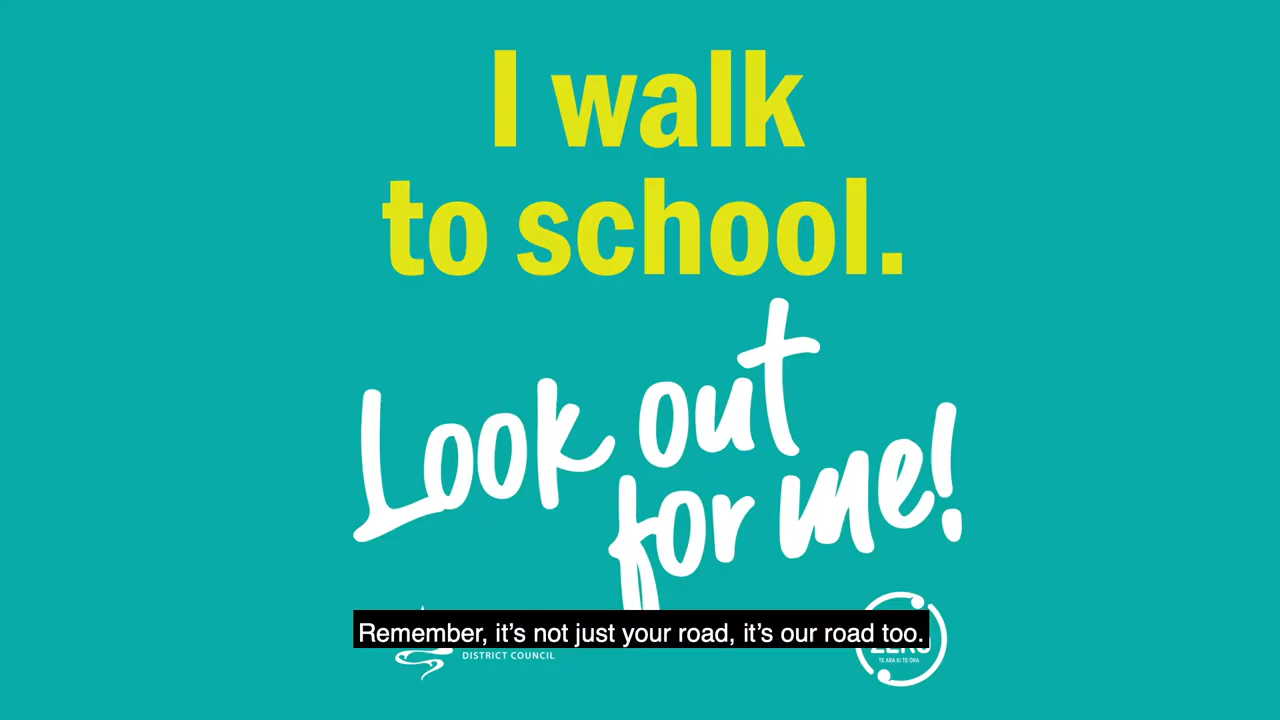 I walk
to school.
Look out
for me!
Remember, it's not just your road, it's our road too.
DISTRICT COUNCIL
TE ARA KI TE ORA